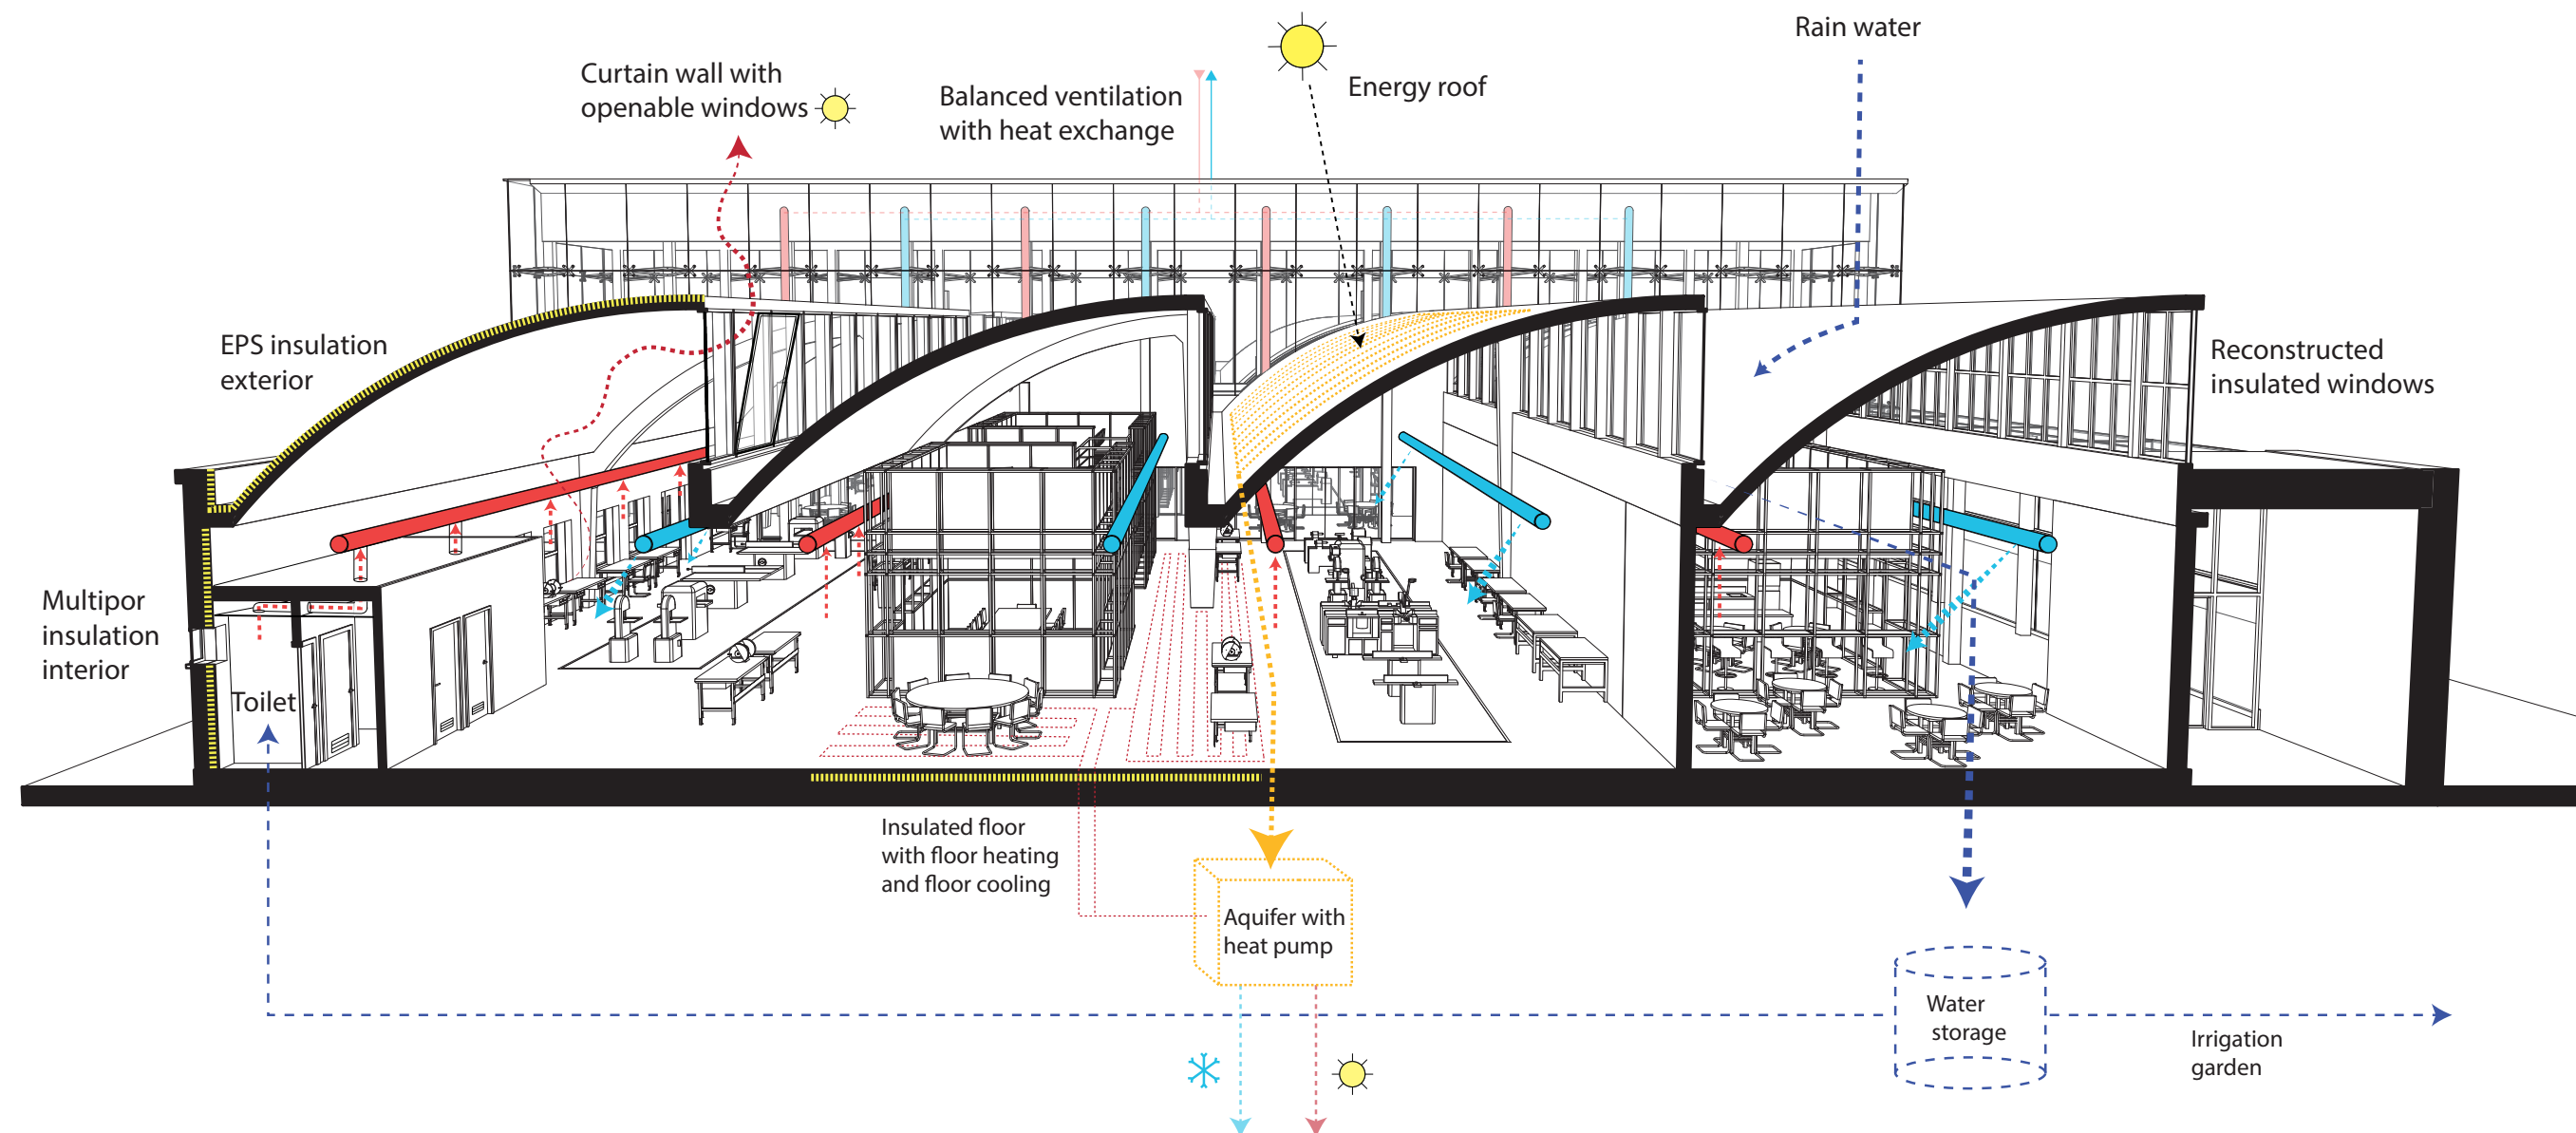 Rain water
Curtain wall with
openable windows
Balanced ventilation
with heat exchange
Energy roof
EPS insulation
exterior
Reconstructed
insulated windows
Multipor
insulation
interior
Toilet
Insulated floor
with floor heating
and floor cooling
Aquifer with
heat pump
Water
storage
Irrigation
garden